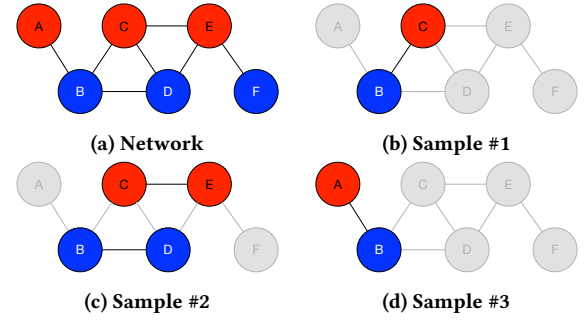 A C E
B D F
(a) Network
A C E
B D F
(b) Sample #1
A C E
B D F
(c) Sample #2
A C E
B D F
(d) Sample #3